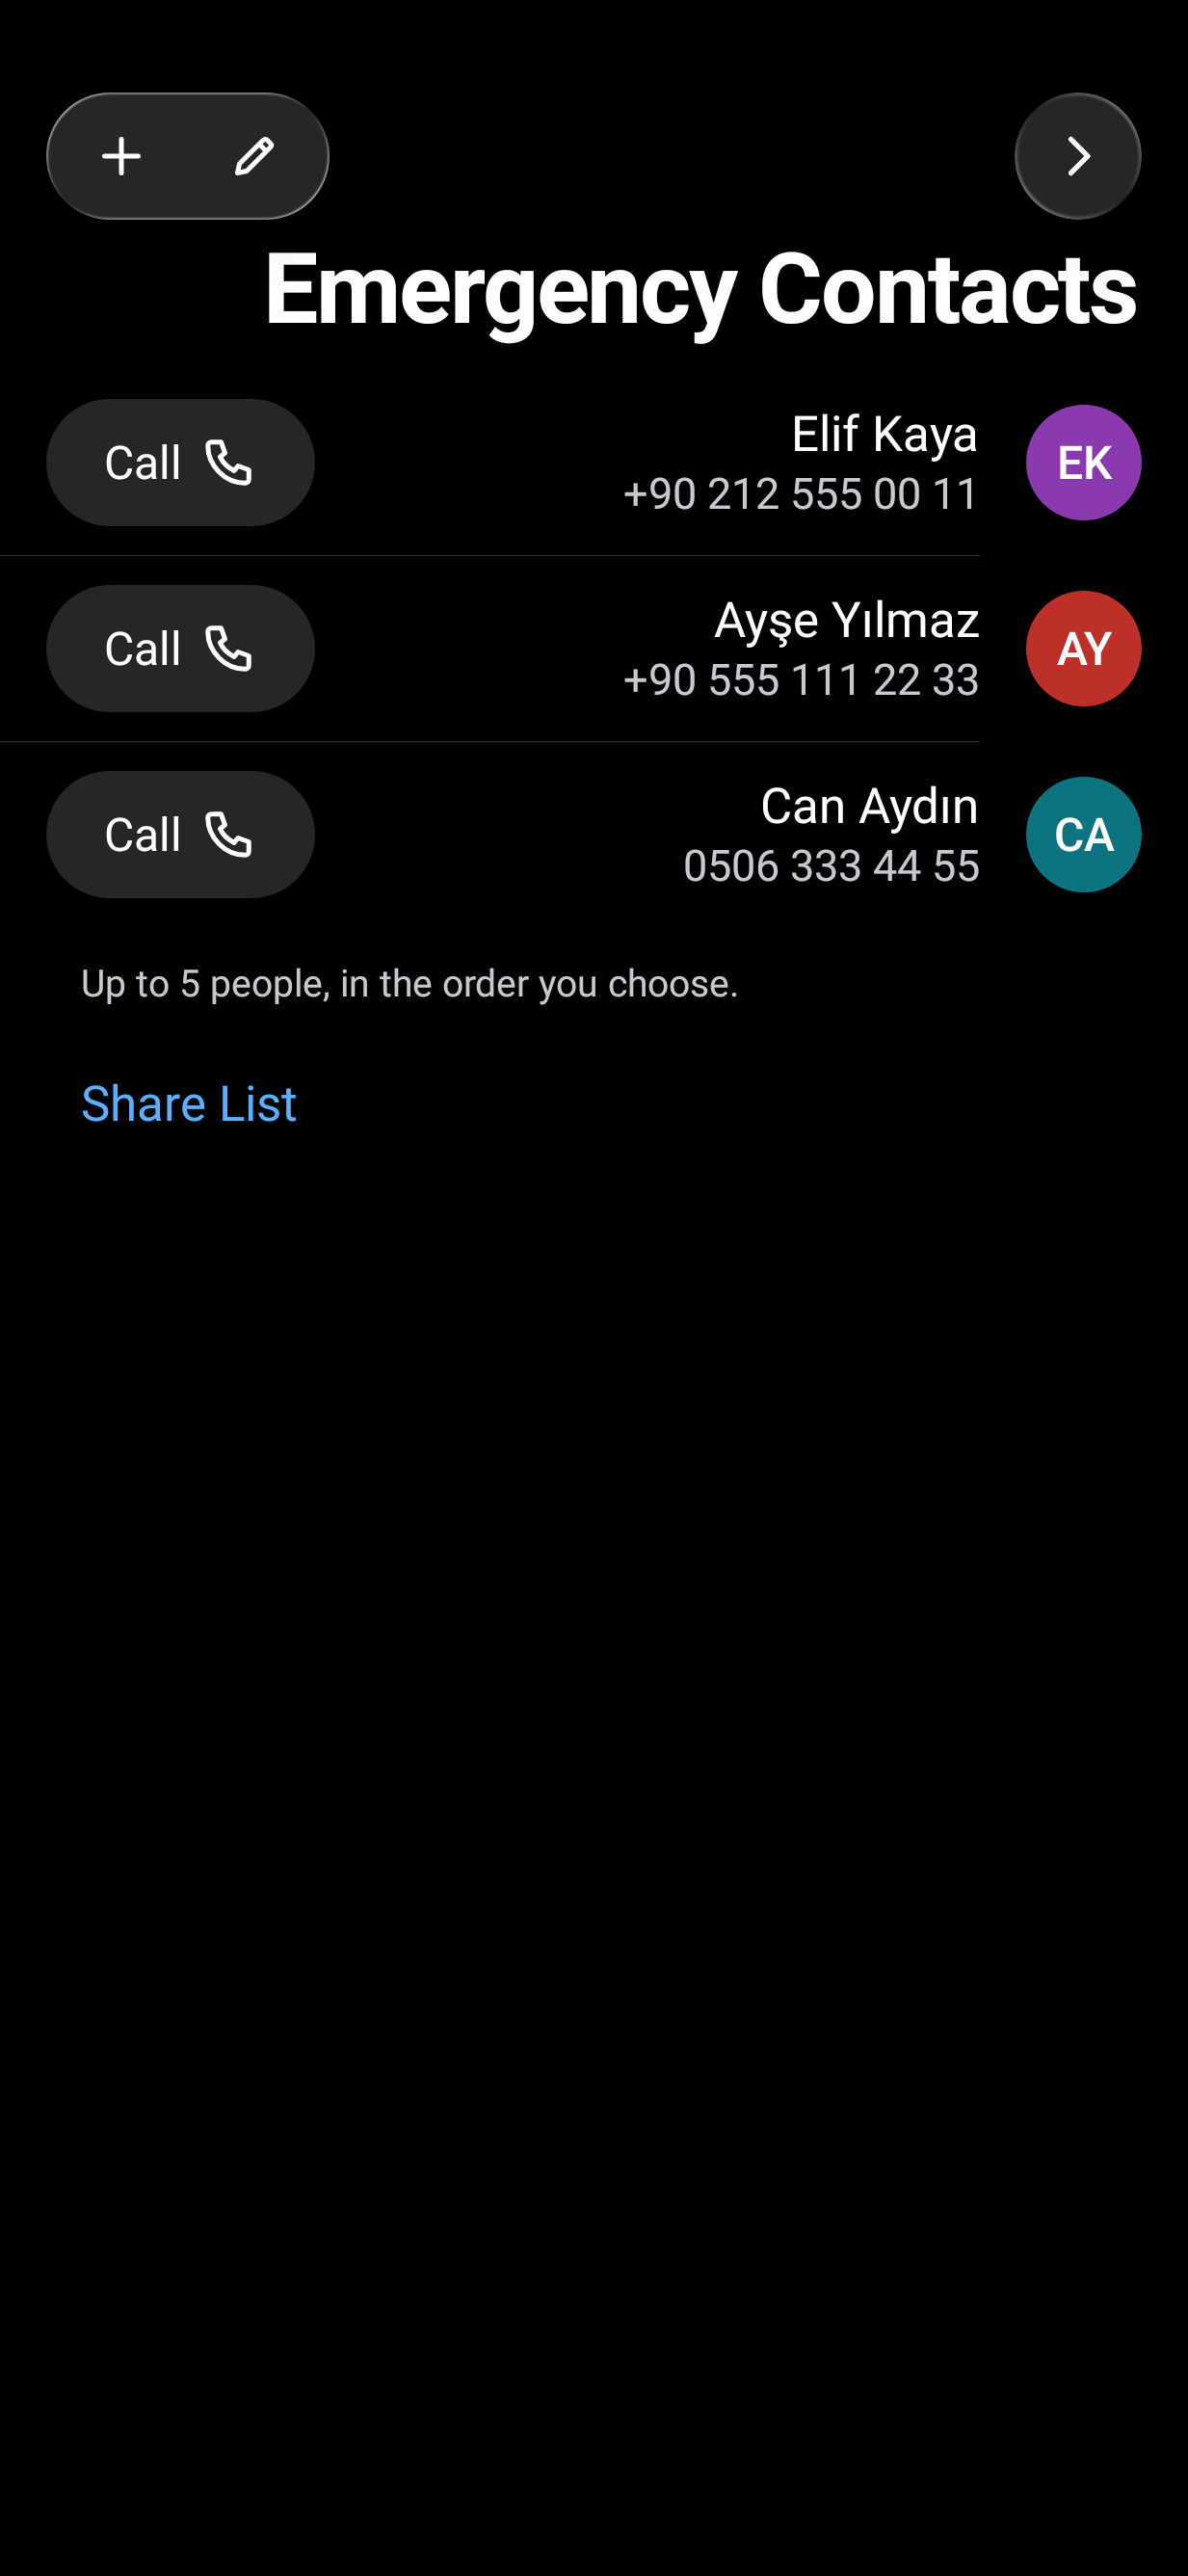 Emergency Contacts
Elif Kaya
+90 212 555 00 11
EK
Call
Ayşe Yılmaz
+90 555 111 22 33
AY
Call
Can Aydın
0506 333 44 55
CA
Call
Up to 5 people, in the order you choose.
Share List